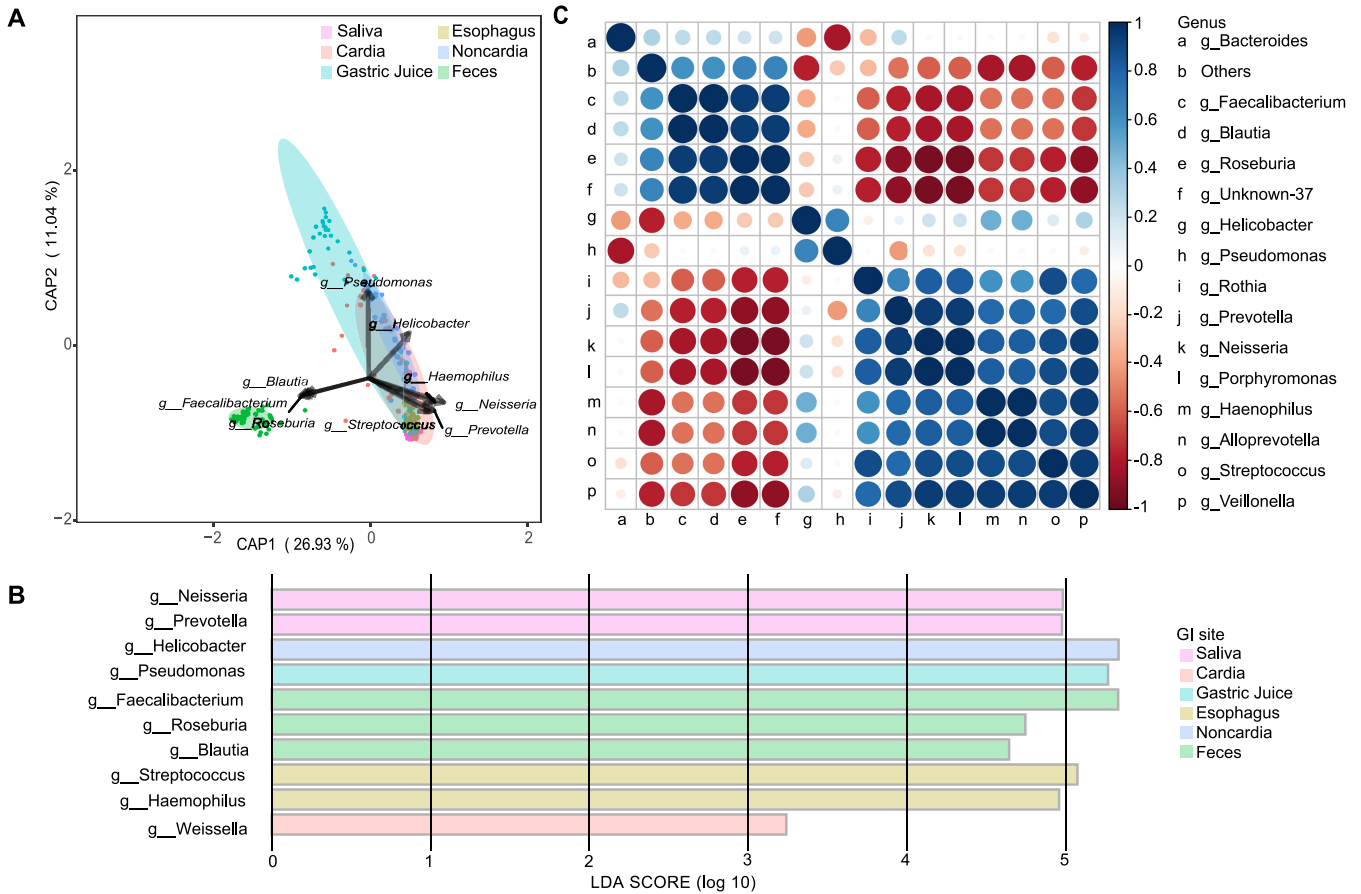 A
Saliva
Cardia
Gastric Juice
Esophagus
Noncardia
Feces
CAP2 ( 11.04 %)
2
0
−2
g__Pseudomonas
g__Helicobacter
g__Blautia
g__Haemophilus
g__Faecalibacterium
g__Neisseria
g__Roseburia
g__Streptococcus
g__Prevotella
−2
0
2
CAP1 ( 26.93 %)
C
a
b
c
d
e
f
g
h
i
j
k
l
m
n
o
p
a b c d e f g h i j k l m n o p
1
0.8
0.6
0.4
0.2
0
-0.2
-0.4
-0.6
-0.8
-1
Genus
a g_Bacteroides
b Others
c g_Faecalibacterium
d g_Blautia
e g_Roseburia
f g_Unknown-37
g g_Helicobacter
h g_Pseudomonas
i g_Rothia
j g_Prevotella
k g_Neisseria
l g_Porphyromonas
m g_Haenophilus
n g_Alloprevotella
o g_Streptococcus
p g_Veillonella
B
g__Neisseria
g__Prevotella
g__Helicobacter
g__Pseudomonas
g__Faecalibacterium
g__Roseburia
g__Blautia
g__Streptococcus
g__Haemophilus
g__Weissella
0 1 2 3 4 5
LDA SCORE (log 10)
GI site
Saliva
Cardia
Gastric Juice
Esophagus
Noncardia
Feces